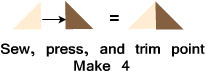 =
Sew, press, and trim point
Make 4